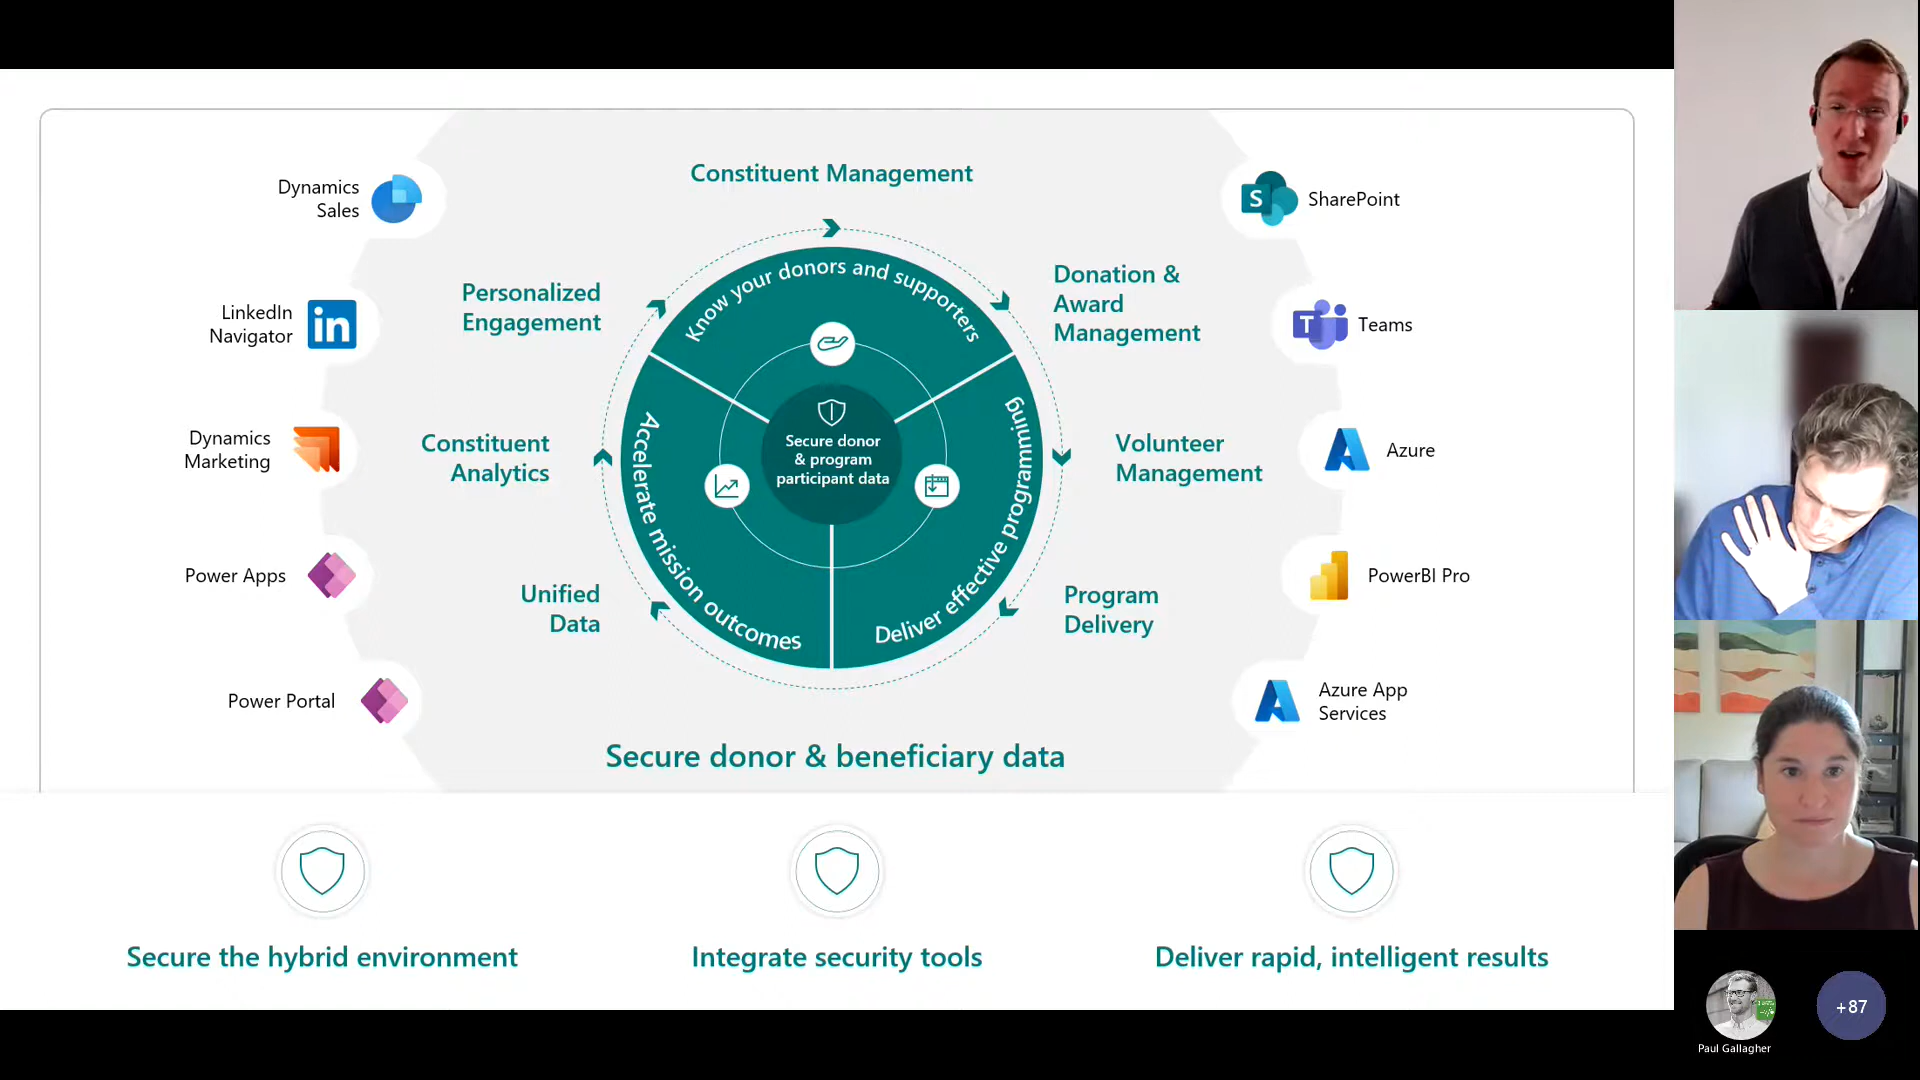 Constituent Management
Dynamics
Sales
LinkedIn
Navigator
in
Dynamics
Marketing
Power Apps
Power Portal
Personalized
Engagement
Constituent
Analytics
Unified
Data
Know your donors and supporters
Accelerate mission outcomes
Deliver effective programming
Secure donor
& program
participant data
Donation &
Award
Management
Volunteer
Management
Program
Delivery
S
SharePoint
T
Teams
Azure
PowerBI Pro
Azure App
Services
Secure donor & beneficiary data
Secure the hybrid environment
Integrate security tools
Deliver rapid, intelligent results
Paul Gallagher
+87